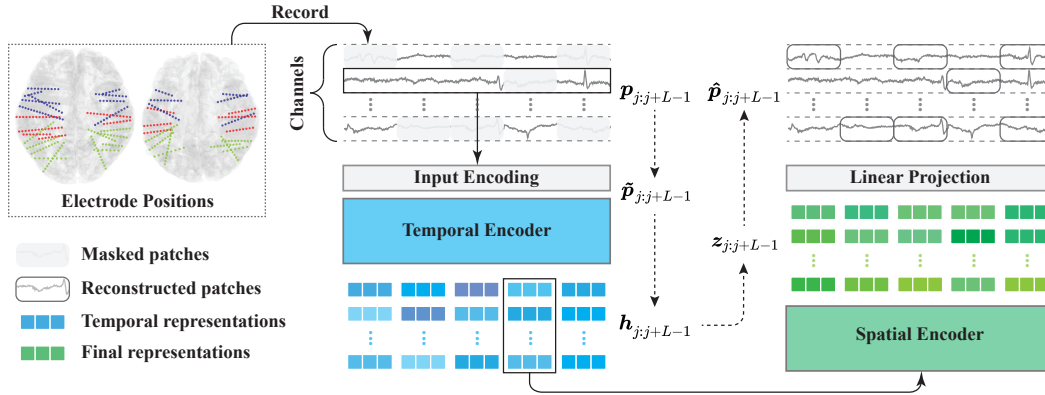 Record
Channels
Electrode Positions
Masked patches
Reconstructed patches
Temporal representations
Final representations
Input Encoding
Temporal Encoder
p_{j:j+L−1}
p̃_{j:j+L−1}
h_{j:j+L−1}
p̂_{j:j+L−1}
z_{j:j+L−1}
Linear Projection
Spatial Encoder